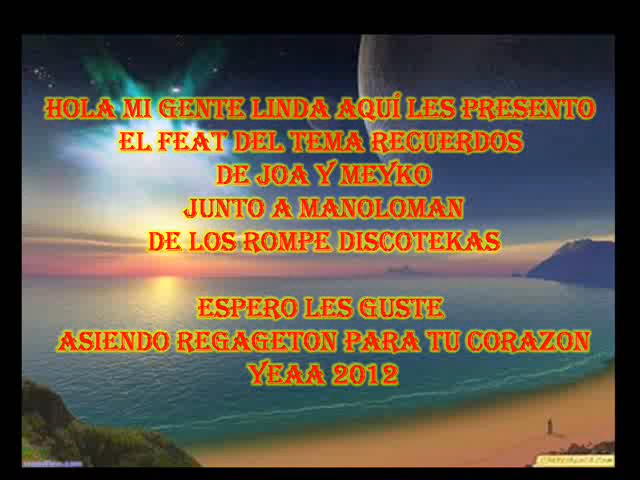 HOLA MI GENTE LINDA AQUÍ LES PRESENTO
EL FEAT DEL TEMA RECUERDOS
DE JOA Y MEYKO
JUNTO A MANOLOMAN
DE LOS ROMPE DISCOTEKAS
ESPERO LES GUSTE
ASIENDO REGAGETON PARA TU CORAZON
YEAA 2012